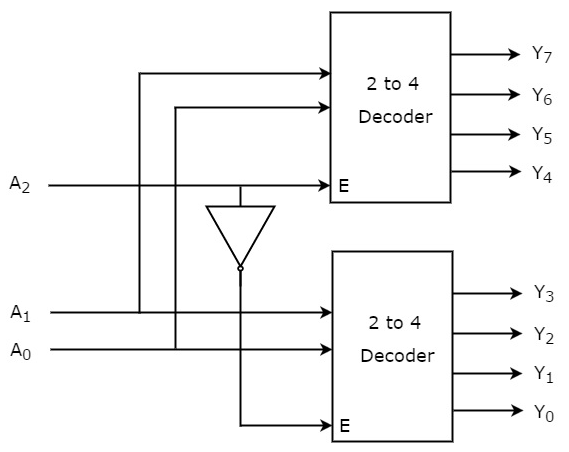 Y7
2 to 4
Decoder
Y6
Y5
Y4
A2
E
Y3
A1
2 to 4
Decoder
Y2
A0
Y1
Y0
E